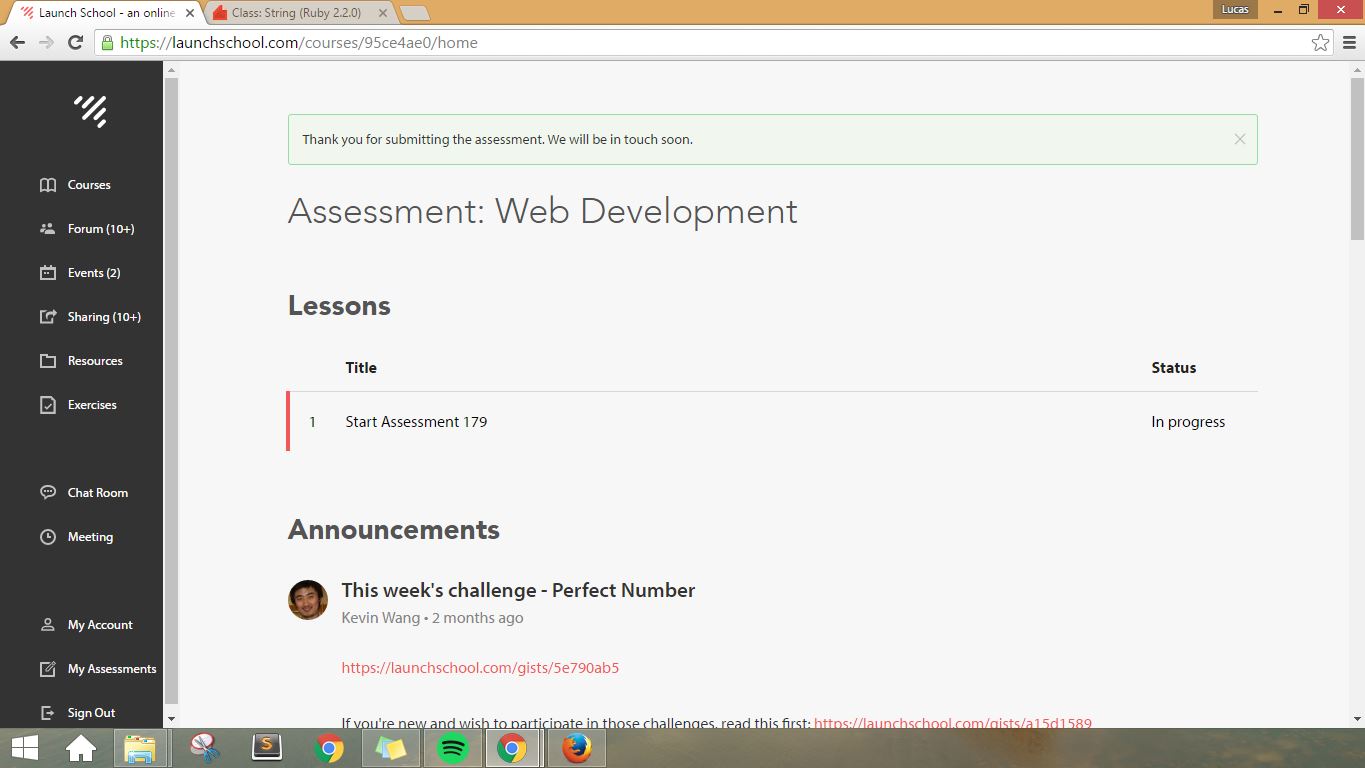 Launch School - an online
Class: String (Ruby 2.2.0)
Lucas
https://launchschool.com/courses/95ce4ae0/home
Courses
Forum (10+)
Events (2)
Sharing (10+)
Resources
Exercises
Chat Room
Meeting
My Account
My Assessments
Sign Out
Thank you for submitting the assessment. We will be in touch soon.
Assessment: Web Development
Lessons
Title Status
1 Start Assessment 179 In progress
Announcements
This week's challenge - Perfect Number
Kevin Wang • 2 months ago
https://launchschool.com/gists/5e790ab5
If you're new and wish to participate in those challenges, read this first: https://launchschool.com/gists/a15d1589